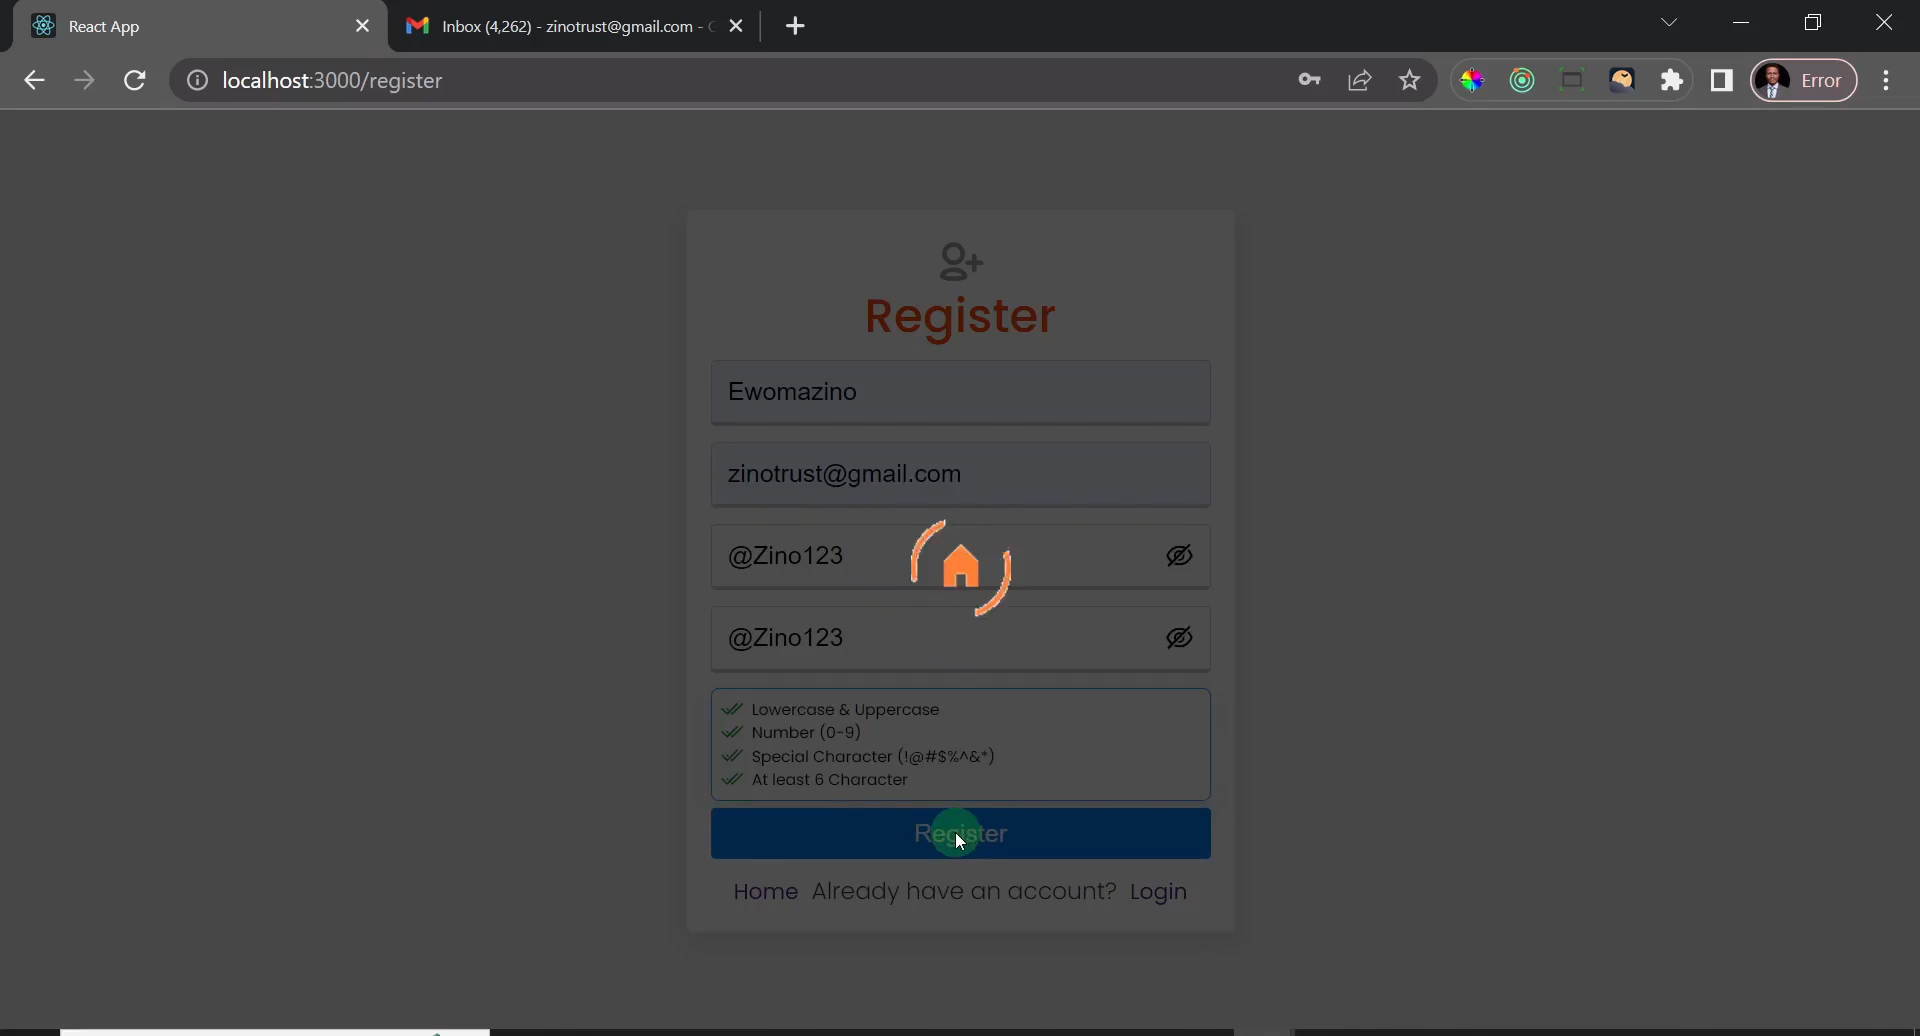 React App
Inbox (4,262) - zinotrust@gmail.com -
localhost:3000/register
Error
Register
Ewomazino
zinotrust@gmail.com
@Zino123
@Zino123
Lowercase & Uppercase
Number (0-9)
Special Character (!@#$%^&*)
At least 6 Character
Register
Home Already have an account? Login